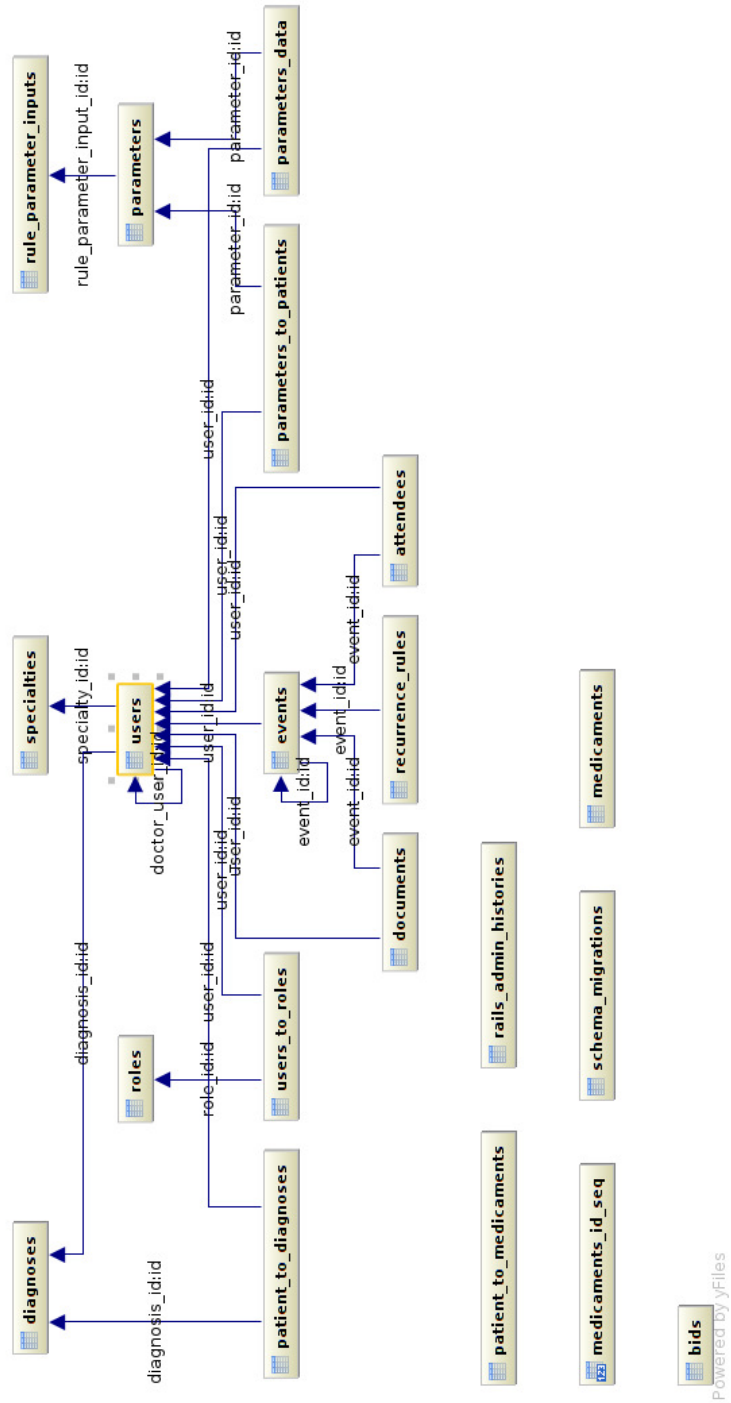 diagnoses
specialties
rule_parameter_inputs
diagnosis_id:id
specialty_id:id
rule_parameter_input_id:id
roles
users
parameters
diagnosis_id:id
doctor_user_id:id
role_id:id
user_id:id
user_id:id
user_id:id
user_id:id
user_id:id
user_id:id
user_id:id
parameter_id:id
parameter_id:id
patient_to_diagnoses
users_to_roles
events
parameters_to_patients
parameters_data
event_id:id
event_id:id
event_id:id
event_id:id
documents
recurrence_rules
attendees
patient_to_medicaments
rails_admin_histories
medicaments_id_seq
schema_migrations
medicaments
bids
Powered by yFiles